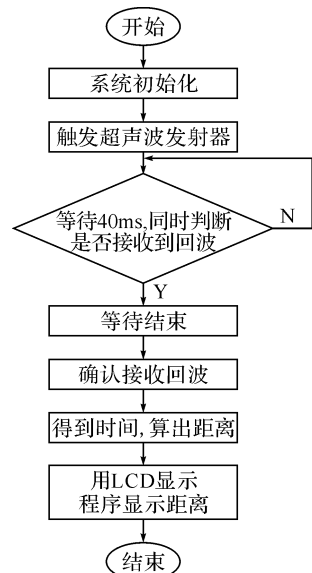 开始
系统初始化
触发超声波发射器
等待40ms,同时判断
是否接收到回波
N
Y
等待结束
确认接收回波
得到时间,算出距离
用LCD显示
程序显示距离
结束